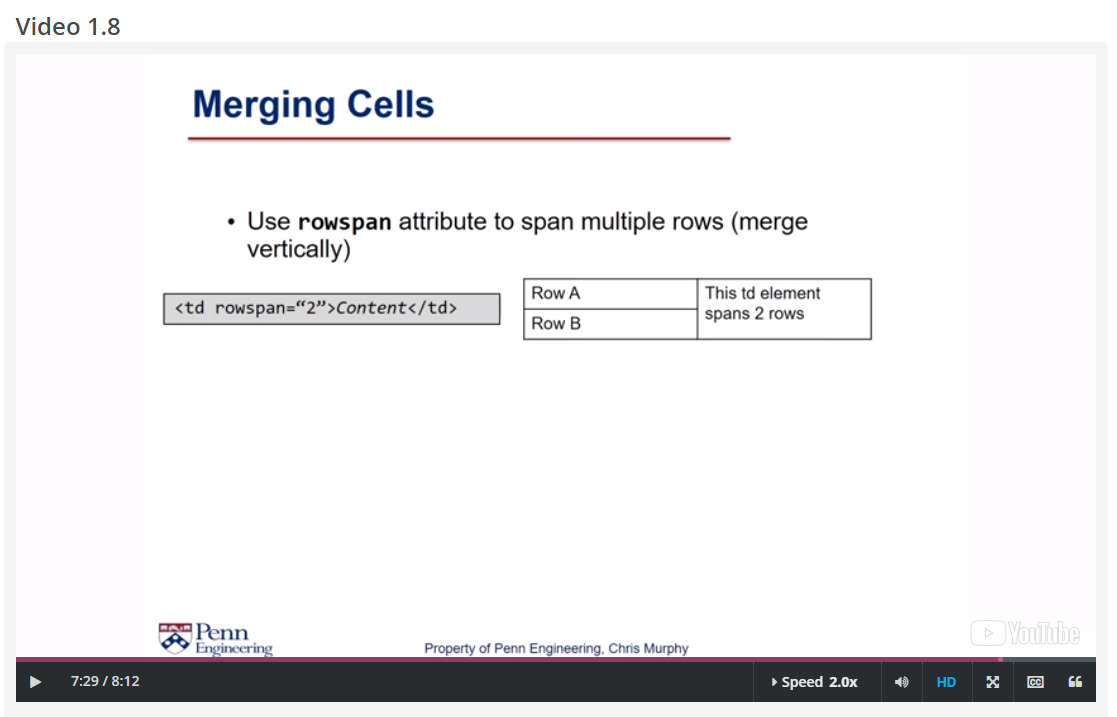 Video 1.8
Merging Cells
• Use rowspan attribute to span multiple rows (merge
vertically)
<td rowspan=“2”>Content</td>
Row A
This td element
spans 2 rows
Row B
Penn
Engineering
Property of Penn Engineering, Chris Murphy
YouTube
7:29 / 8:12
Speed 2.0x
HD
CC